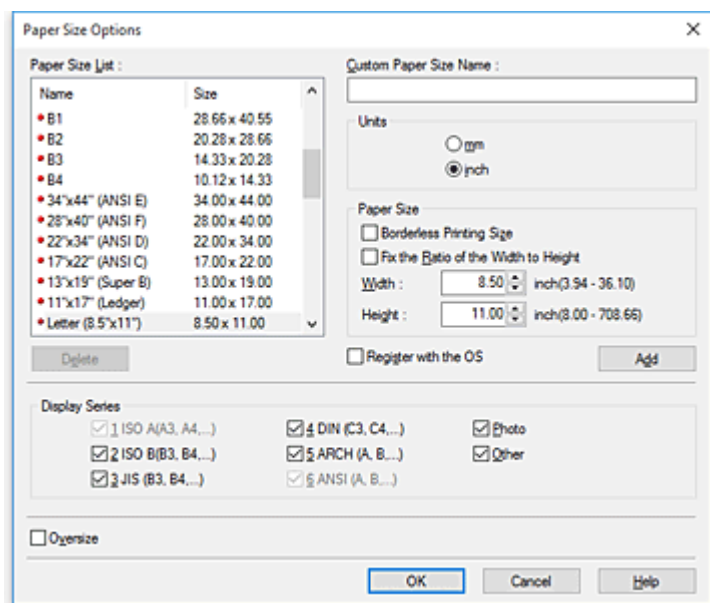 Paper Size Options
Paper Size List :
Name Size
B1 28.66 x 40.55
B2 20.28 x 28.66
B3 14.33 x 20.28
B4 10.12 x 14.33
34"x44" (ANSI E) 34.00 x 44.00
28"x40" (ANSI F) 28.00 x 40.00
22"x34" (ANSI D) 22.00 x 34.00
17"x22" (ANSI C) 17.00 x 22.00
13"x19" (Super B) 13.00 x 19.00
11"x17" (Ledger) 11.00 x 17.00
Letter (8.5"x11") 8.50 x 11.00
Delete
Custom Paper Size Name :
Units
mm
inch
Paper Size
Borderless Printing Size
Fix the Ratio of the Width to Height
Width : 8.50 inch(3.94 - 36.10)
Height : 11.00 inch(8.00 - 708.66)
Register with the OS
Add
Display Series
1 ISO A(A3, A4,...) 4 DIN (C3, C4,...) Photo
2 ISO B(B3, B4,...) 5 ARCH (A, B,...) Other
3 JIS (B3, B4,...) 6 ANSI (A, B,...)
Oversize
OK Cancel Help